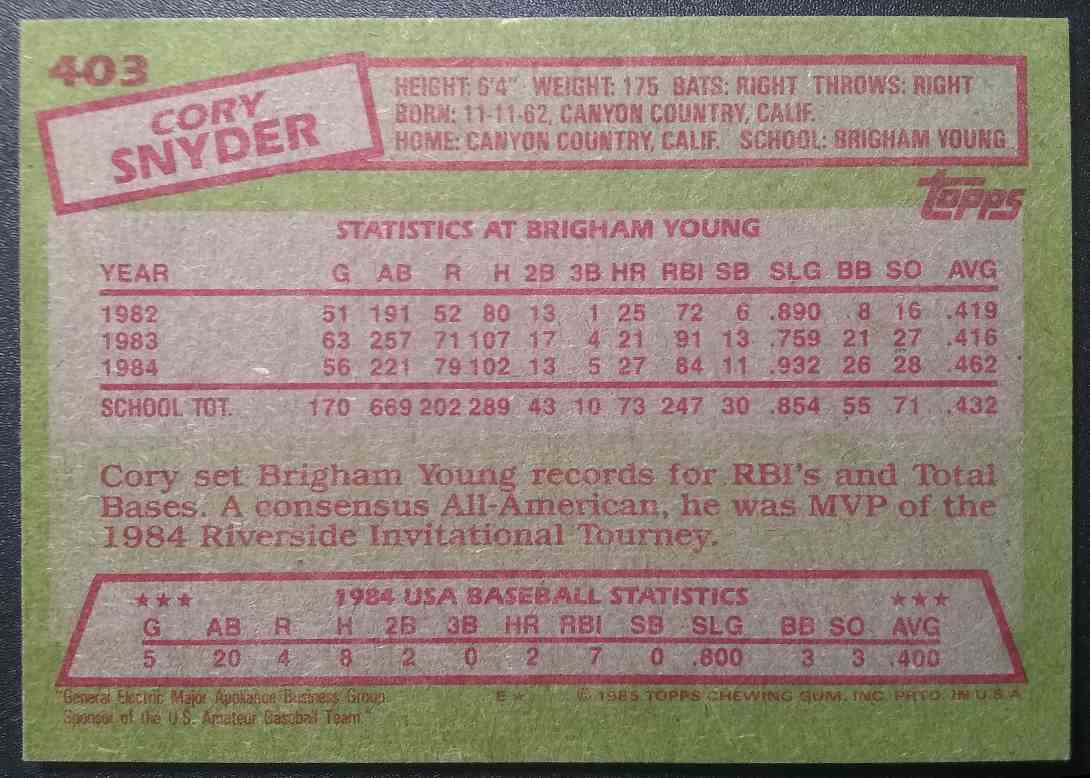 403
CORY
SNYDER
HEIGHT: 6'4" WEIGHT: 175 BATS: RIGHT THROWS: RIGHT
BORN: 11-11-62, CANYON COUNTRY, CALIF.
HOME: CANYON COUNTRY, CALIF. SCHOOL: BRIGHAM YOUNG
topps
STATISTICS AT BRIGHAM YOUNG
YEAR G AB R H 2B 3B HR RBI SB SLG BB SO AVG
1982 51 191 52 80 13 1 25 72 6 .890 8 16 .419
1983 63 257 71 107 17 4 21 91 13 .759 21 27 .416
1984 56 221 79 102 13 5 27 84 11 .932 26 28 .462
SCHOOL TOT. 170 669 202 289 43 10 73 247 30 .854 55 71 .432
Cory set Brigham Young records for RBI's and Total
Bases. A consensus All-American, he was MVP of the
1984 Riverside Invitational Tourney.
★★★ 1984 USA BASEBALL STATISTICS ★★★
G AB R H 2B 3B HR RBI SB SLG BB SO AVG
5 20 4 8 2 0 2 7 0 .800 3 3 .400
"General Electric Major Appliance Business Group
Sponsor of the U.S. Amateur Baseball Team."
E★ © 1985 TOPPS CHEWING GUM, INC. PRTD. IN U.S.A.